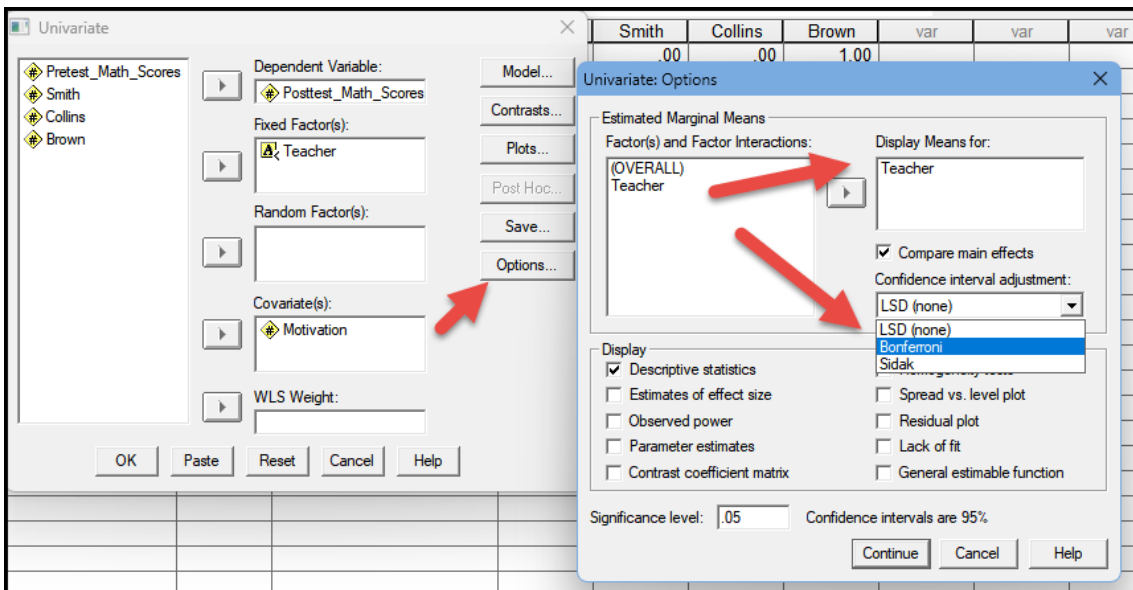 Univariate
Pretest_Math_Scores
Smith
Collins
Brown
Dependent Variable:
Posttest_Math_Scores
Fixed Factor(s):
Teacher
Random Factor(s):
Covariate(s):
Motivation
WLS Weight:
Model...
Contrasts...
Plots...
Post Hoc...
Save...
Options...
OK Paste Reset Cancel Help
Smith Collins Brown var var var
.00 .00 1.00
Univariate: Options
Estimated Marginal Means
Factor(s) and Factor Interactions:
(OVERALL)
Teacher
Display Means for:
Teacher
Compare main effects
Confidence interval adjustment:
LSD (none)
LSD (none)
Bonferroni
Sidak
Display
Descriptive statistics
Estimates of effect size
Observed power
Parameter estimates
Contrast coefficient matrix
Spread vs. level plot
Residual plot
Lack of fit
General estimable function
Significance level: .05 Confidence intervals are 95%
Continue Cancel Help